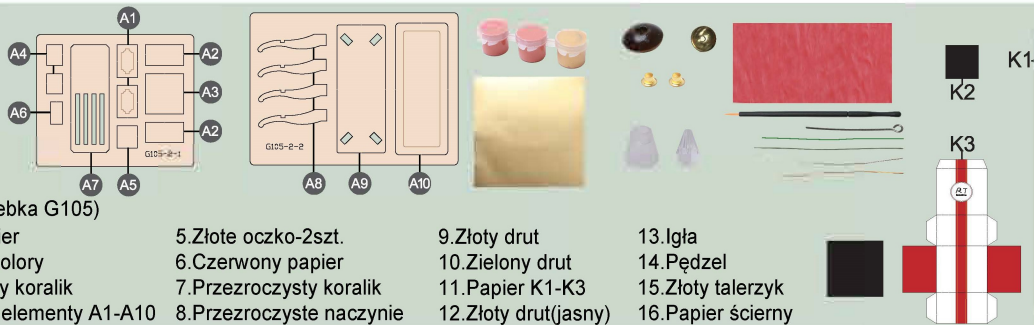 A1
A4
A2
A3
A6
A2
G105-2-1
G105-2-2
A7
A5
A8
A9
A10
K1-
K2
K3
RT
ebka G105)
ier
olory
y koralik
elementy A1-A10
5.Złote oczko-2szt.
6.Czerwony papier
7.Przezroczysty koralik
8.Przezroczyste naczynie
9.Złoty drut
10.Zielony drut
11.Papier K1-K3
12.Złoty drut(jasny)
13.Igła
14.Pędzel
15.Złoty talerzyk
16.Papier ścierny